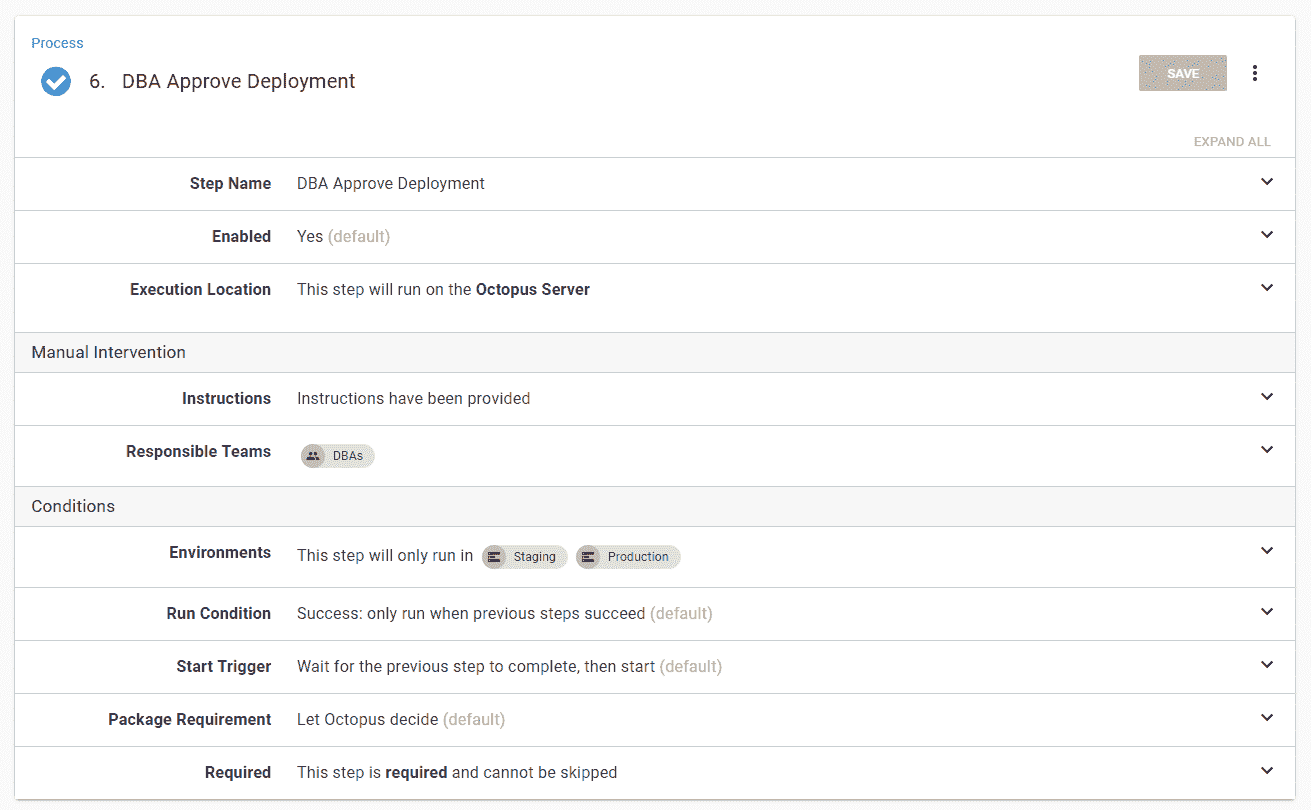 Process
6. DBA Approve Deployment
SAVE
EXPAND ALL
Step Name DBA Approve Deployment
Enabled Yes (default)
Execution Location This step will run on the Octopus Server
Manual Intervention
Instructions Instructions have been provided
Responsible Teams DBAs
Conditions
Environments This step will only run in Staging Production
Run Condition Success: only run when previous steps succeed (default)
Start Trigger Wait for the previous step to complete, then start (default)
Package Requirement Let Octopus decide (default)
Required This step is required and cannot be skipped